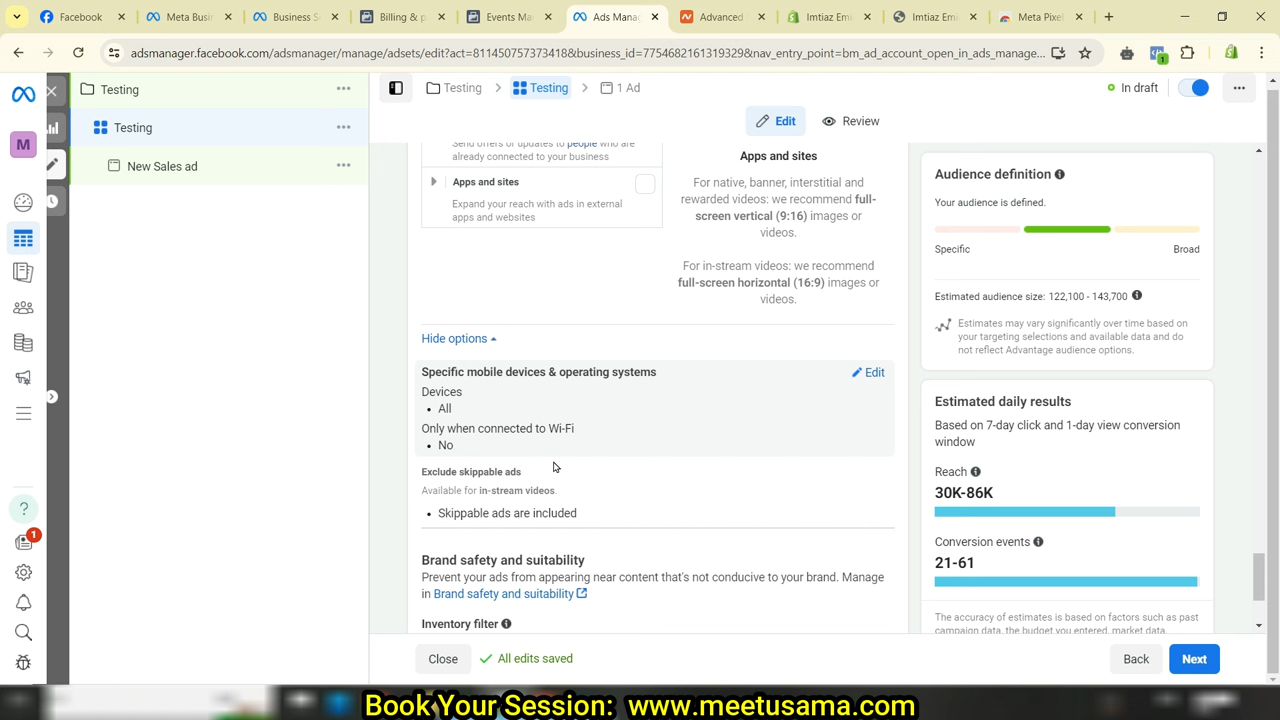 Facebook
Meta Busi
Business S
Billing & p
Events Ma
Ads Mana
Advanced
Imtiaz Emi
Imtiaz Emi
Meta Pixel
adsmanager.facebook.com/adsmanager/manage/adsets/edit?act=8114507573734418&business_id=7754682161319329&nav_entry_point=bm_ad_account_open_in_ads_manage...
1
Testing
Testing
New Sales ad
M
1
Testing
Testing
1 Ad
In draft
Edit
Review
Send offers or updates to people who are
already connected to your business
Apps and sites
Expand your reach with ads in external
apps and websites
Apps and sites
For native, banner, interstitial and
rewarded videos: we recommend full-
screen vertical (9:16) images or
videos.
For in-stream videos: we recommend
full-screen horizontal (16:9) images or
videos.
Hide options
Specific mobile devices & operating systems
Edit
Devices
• All
Only when connected to Wi-Fi
• No
Exclude skippable ads
Available for in-stream videos.
• Skippable ads are included
Brand safety and suitability
Prevent your ads from appearing near content that's not conducive to your brand. Manage
in Brand safety and suitability
Inventory filter
Audience definition
Your audience is defined.
Specific
Broad
Estimated audience size: 122,100 - 143,700
Estimates may vary significantly over time based on
your targeting selections and available data and do
not reflect Advantage audience options.
Estimated daily results
Based on 7-day click and 1-day view conversion
window
Reach
30K-86K
Conversion events
21-61
The accuracy of estimates is based on factors such as past
campaign data, the budget you entered, market data,
Close
All edits saved
Back
Next
Book Your Session: www.meetusama.com